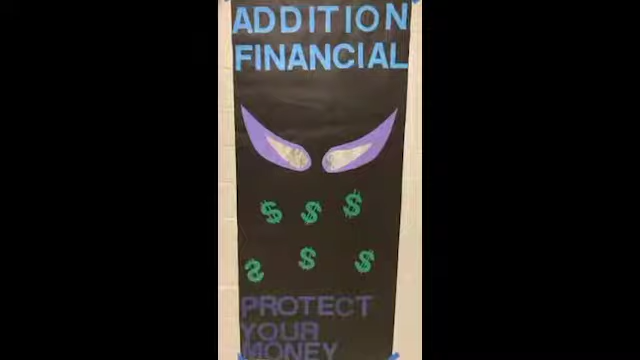 ADDITION
FINANCIAL
$ $ $
$ $ $
PROTECT
YOUR
MONEY